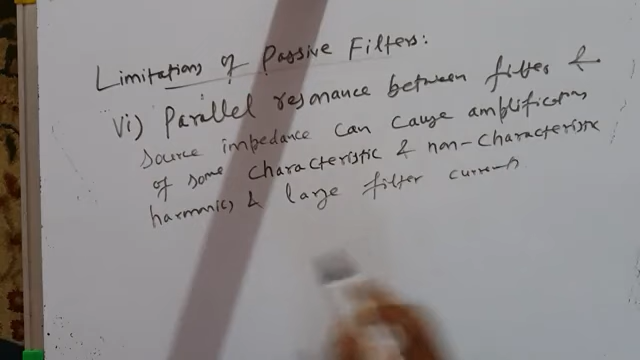 Limitations of Passive Filters:
vi) Parallel resonance between filter &
source impedance can cause amplification
of some characteristic & non-characteristic
harmonics & large filter currents